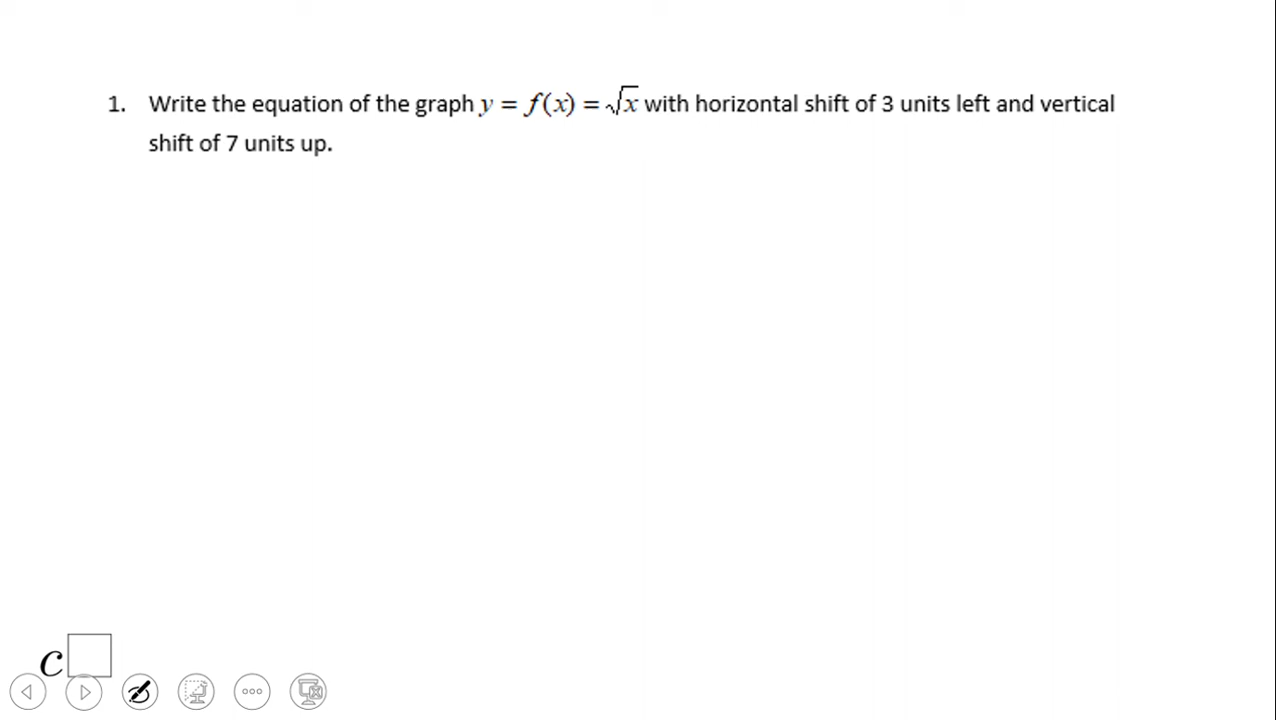 1. Write the equation of the graph y = f(x) = √x with horizontal shift of 3 units left and vertical
shift of 7 units up.
c